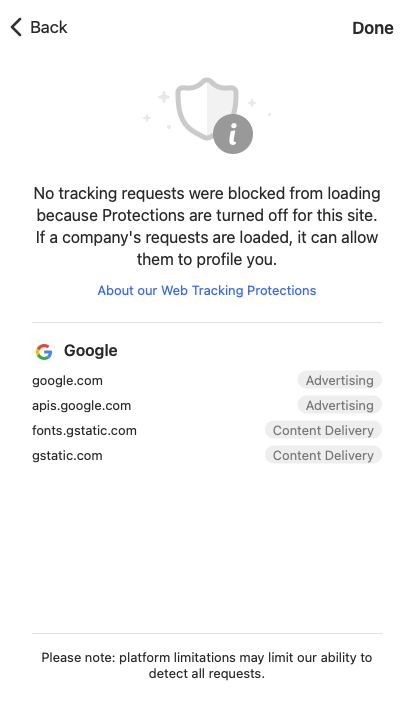 Back
Done
No tracking requests were blocked from loading
because Protections are turned off for this site.
If a company's requests are loaded, it can allow
them to profile you.
About our Web Tracking Protections
Google
google.com Advertising
apis.google.com Advertising
fonts.gstatic.com Content Delivery
gstatic.com Content Delivery
Please note: platform limitations may limit our ability to
detect all requests.